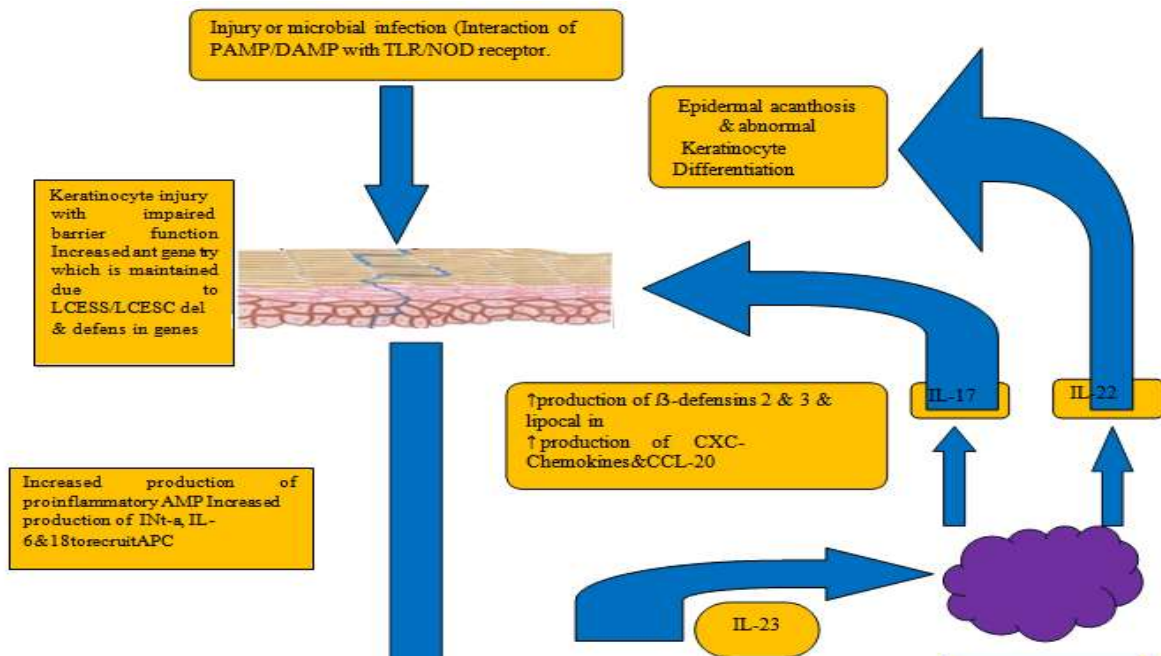 Injury or microbial infection (Interaction of
PAMP/DAMP with TLR/NOD receptor.
Epidermal acanthosis
& abnormal
Keratinocyte
Differentiation
Keratinocyte injury
with impaired
barrier function
Increased ant gene try
which is maintained
due to
LCESS/LCESC del
& defens in genes
IL-17
IL-22
↑production of ß-defensins 2 & 3 &
lipocal in
↑ production of CXC-
Chemokines&CCL-20
Increased production of
proinflammatory AMP Increased
production of INt-a, IL-
6&18torecruitAPC
IL-23